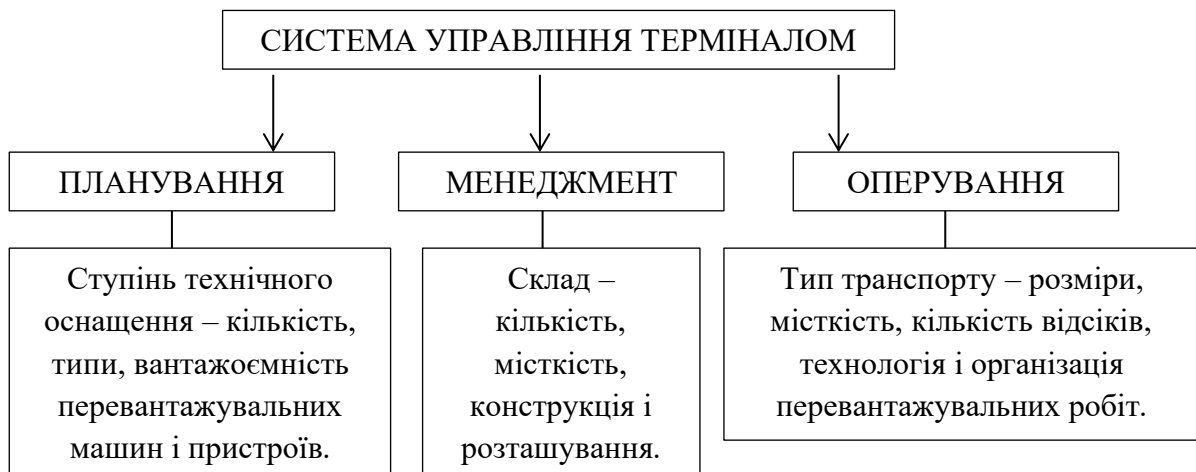 СИСТЕМА УПРАВЛІННЯ ТЕРМІНАЛОМ
ПЛАНУВАННЯ
МЕНЕДЖМЕНТ
ОПЕРУВАННЯ
Ступінь технічного
оснащення – кількість,
типи, вантажоємність
перевантажувальних
машин і пристроїв.
Склад –
кількість,
місткість,
конструкція і
розташування.
Тип транспорту – розміри,
місткість, кількість відсіків,
технологія і організація
перевантажувальних робіт.